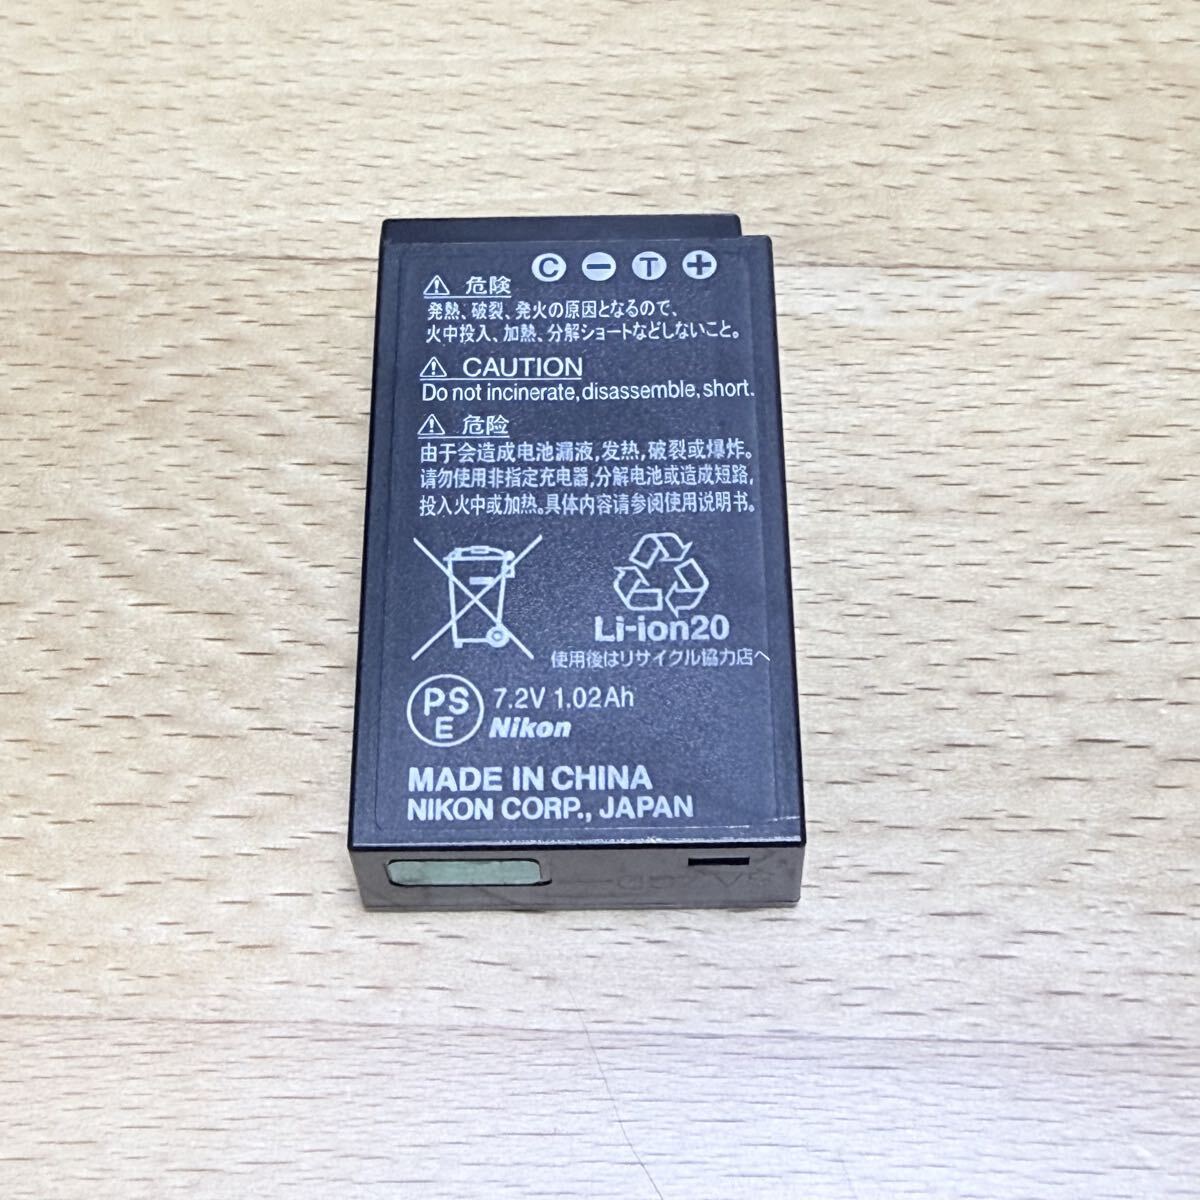 C − T +
⚠ 危険
発熱、破裂、発火の原因となるので、
火中投入、加熱、分解ショートなどしないこと。
⚠ CAUTION
Do not incinerate, disassemble, short.
⚠ 危险
由于会造成电池漏液,发热,破裂或爆炸。
请勿使用非指定充电器,分解电池或造成短路,
投入火中或加热。具体内容请参阅使用说明书。
Li-ion20
使用後はリサイクル協力店へ
PS
E
7.2V 1.02Ah
Nikon
MADE IN CHINA
NIKON CORP., JAPAN